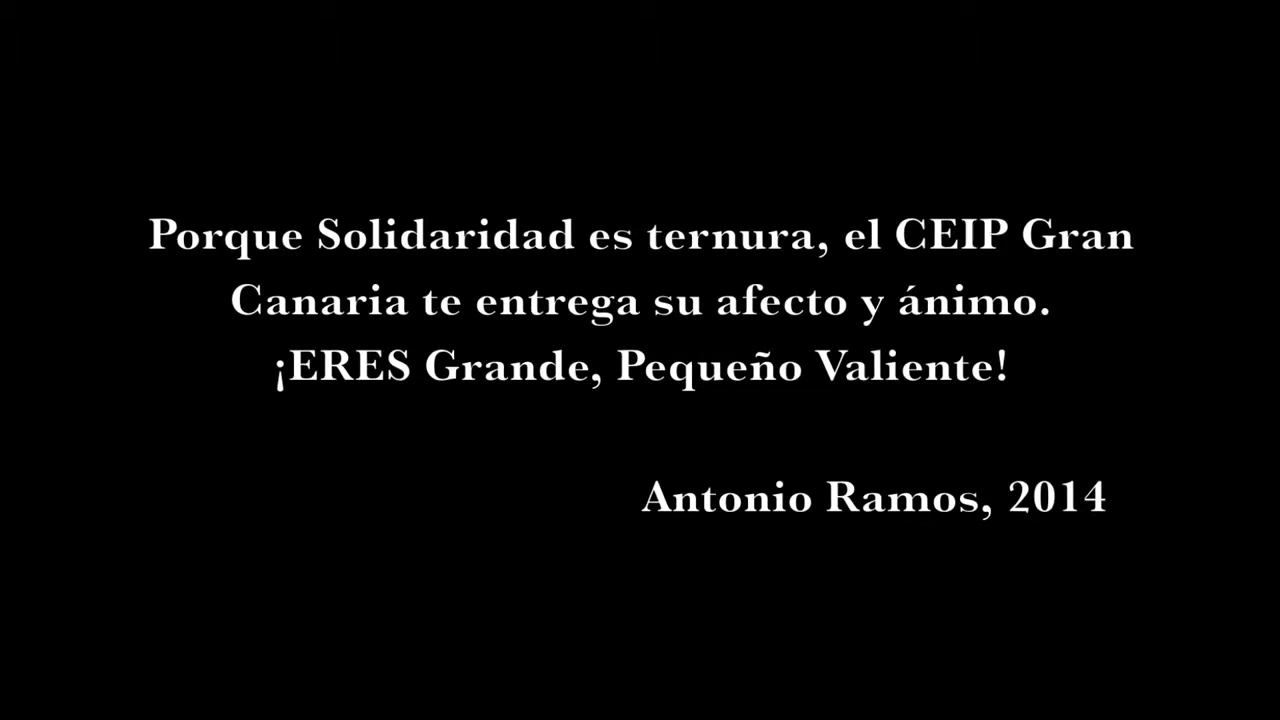 Porque Solidaridad es ternura, el CEIP Gran
Canaria te entrega su afecto y ánimo.
¡ERES Grande, Pequeño Valiente!
Antonio Ramos, 2014